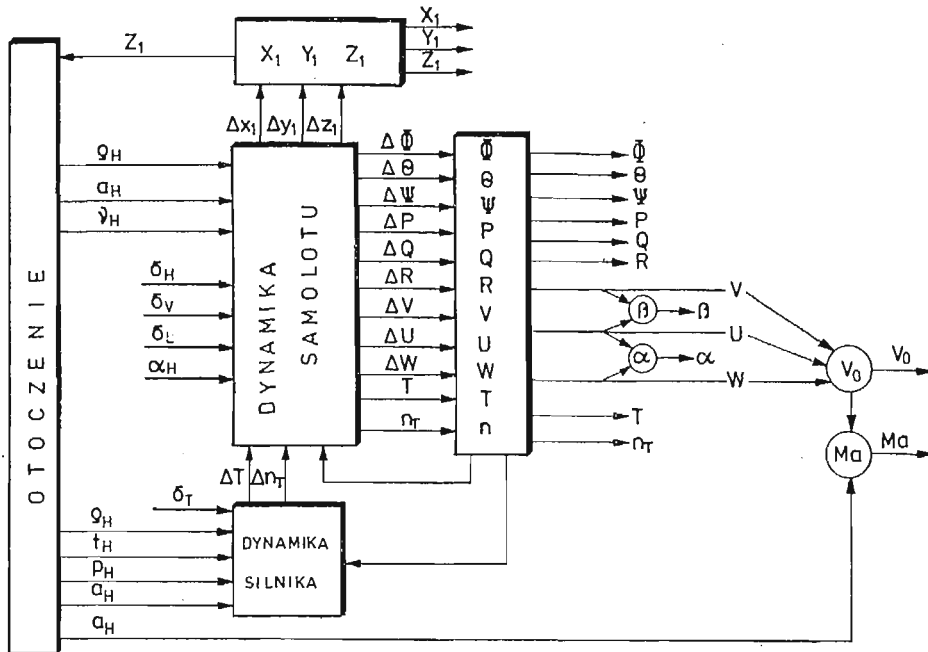 X₁
Y₁
Z₁
Z₁
X₁ Y₁ Z₁
Δx₁ Δy₁ Δz₁
OTOCZENIE
ϱH
aH
νH
δH
δV
δL
αH
DYNAMIKA
SAMOLOTU
ΔΦ
ΔΘ
ΔΨ
ΔP
ΔQ
ΔR
ΔV
ΔU
ΔW
T
nT
Φ
Θ
Ψ
P
Q
R
V
U
W
T
n
Φ
Θ
Ψ
P
Q
R
V
β β
U
α α
W
T
nT
V₀ V₀
Ma Ma
ΔT ΔnT
δT
ϱH
tH
pH
aH
aH
DYNAMIKA
SILNIKA